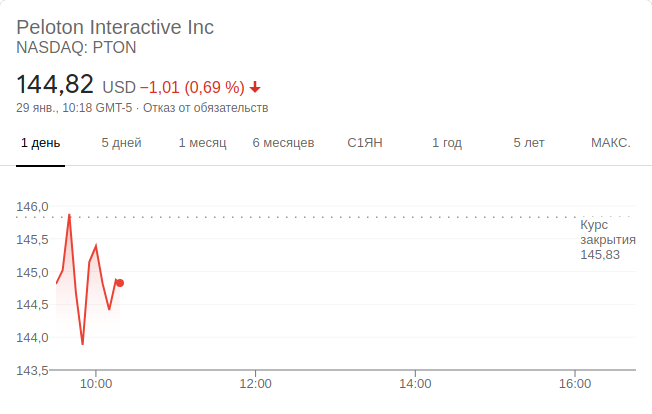 Peloton Interactive Inc
NASDAQ: PTON
144,82 USD −1,01 (0,69 %)
29 янв., 10:18 GMT-5 · Отказ от обязательств
1 день 5 дней 1 месяц 6 месяцев С1ЯН 1 год 5 лет МАКС.
146,0
Курс
закрытия
145,83
145,5
145,0
144,5
144,0
143,5
10:00 12:00 14:00 16:00